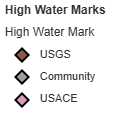 High Water Marks
High Water Mark
USGS
Community
USACE